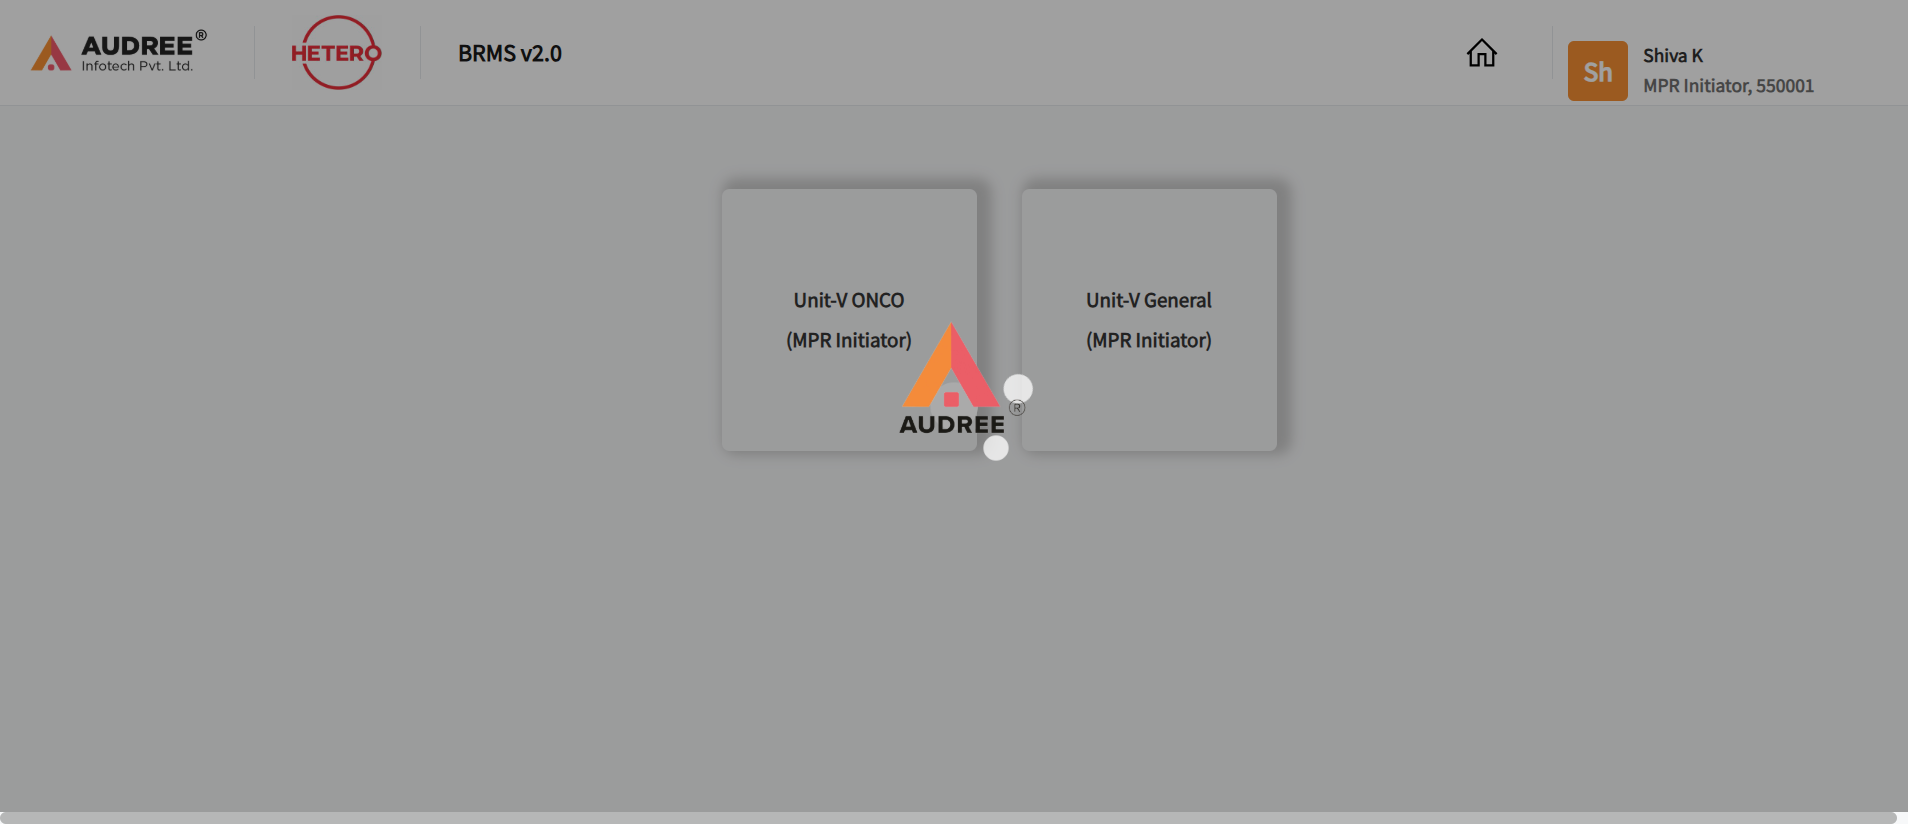 AUDREE®
Infotech Pvt. Ltd.
HETERO
BRMS v2.0
Sh
Shiva K
MPR Initiator, 550001
Unit-V ONCO
(MPR Initiator)
Unit-V General
(MPR Initiator)
AUDREE®